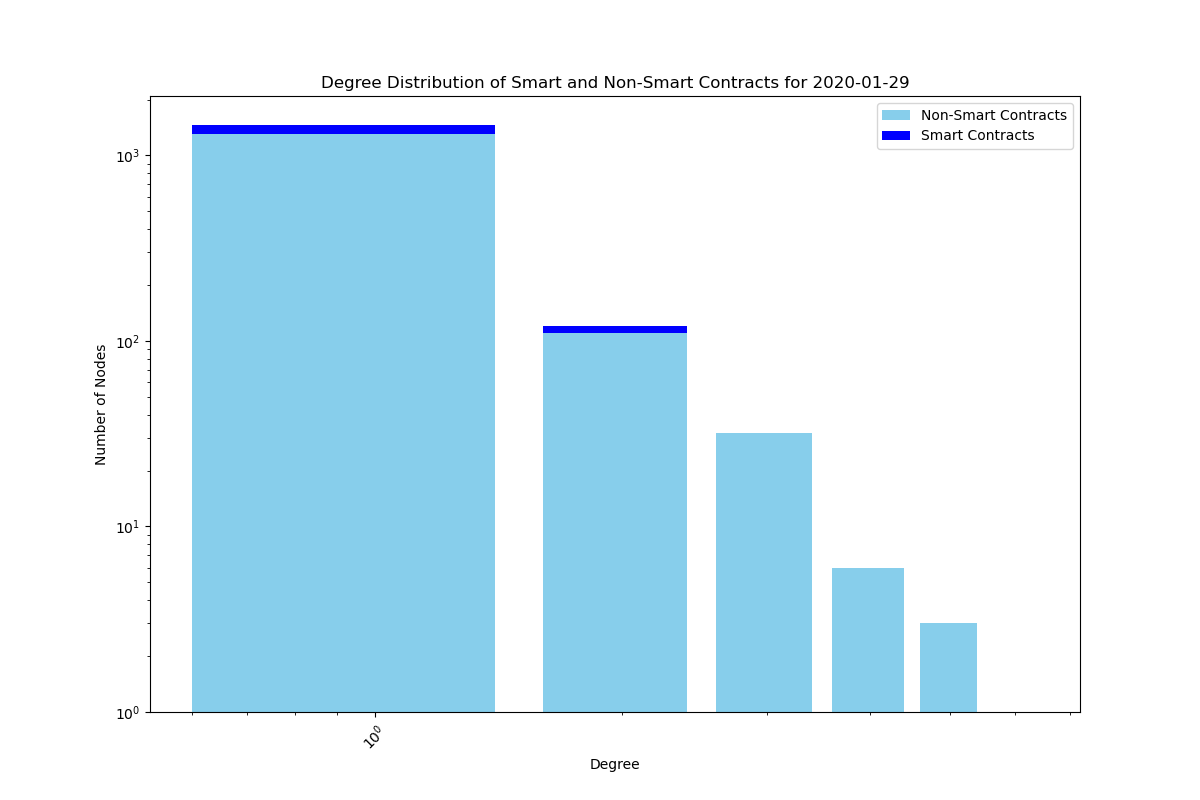 Degree Distribution of Smart and Non-Smart Contracts for 2020-01-29
Non-Smart Contracts
Smart Contracts
Number of Nodes
10³
10²
10¹
10⁰
10⁰
Degree